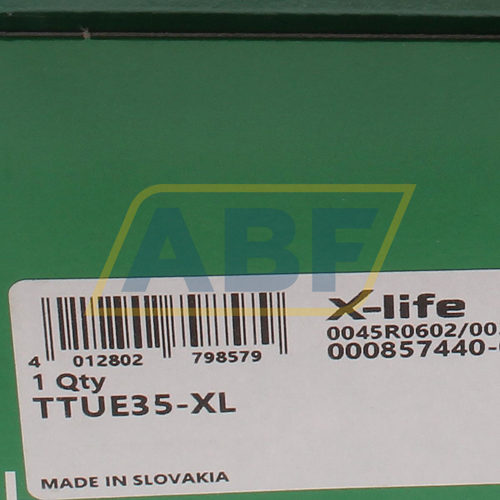 ABF
X-life
0045R0602/00
000857440-
4 012802 798579
1 Qty
TTUE35-XL
MADE IN SLOVAKIA